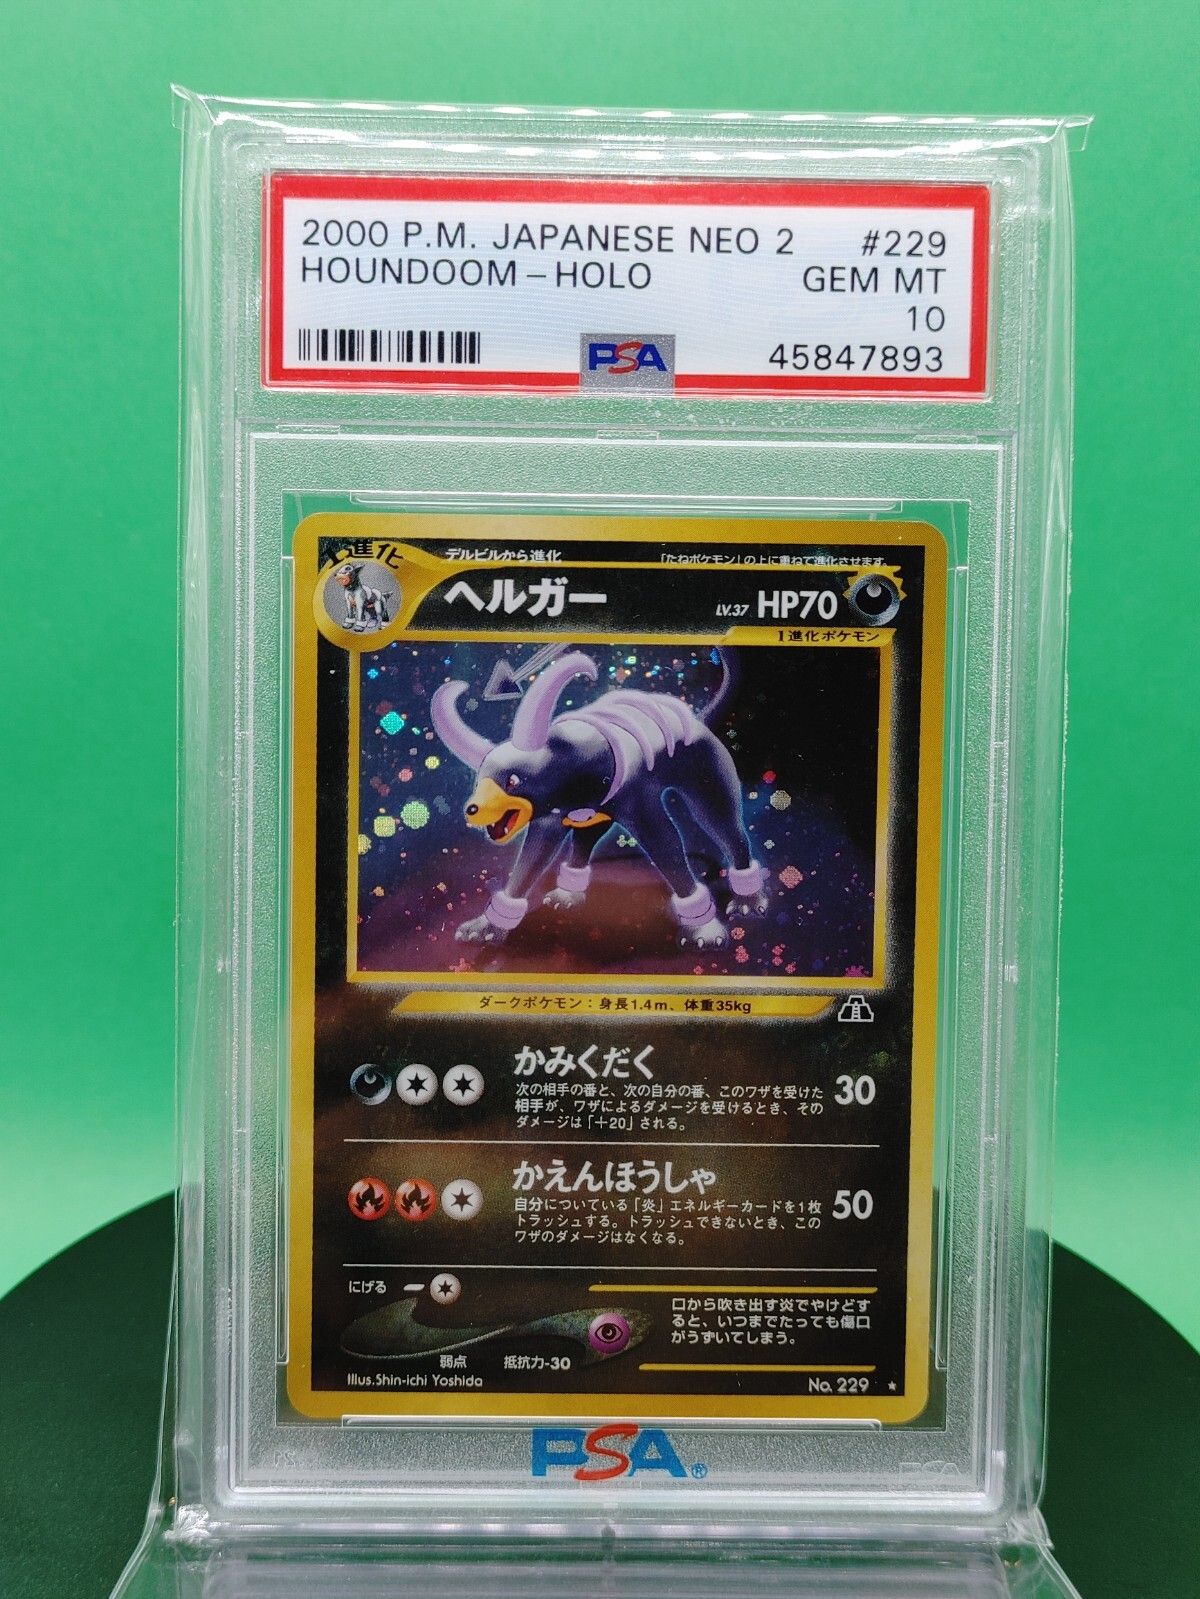 2000 P.M. JAPANESE NEO 2 #229
HOUNDOOM - HOLO GEM MT
10
PSA 45847893
1進化
デルビルから進化 「たねポケモン」の上に重ねて進化させます。
ヘルガー LV.37 HP70
1進化ポケモン
ダークポケモン：身長1.4m、体重35kg
かみくだく 30
次の相手の番と、次の自分の番、このワザを受けた
相手が、ワザによるダメージを受けるとき、その
ダメージは「＋20」される。
かえんほうしゃ 50
自分についている「炎」エネルギーカードを1枚
トラッシュする。トラッシュできないとき、この
ワザのダメージはなくなる。
にげる
口から吹き出す炎でやけどす
ると、いつまでたっても傷口
がうずいてしまう。
弱点 抵抗力-30
Illus.Shin-ichi Yoshida
No. 229 ★
PSA®